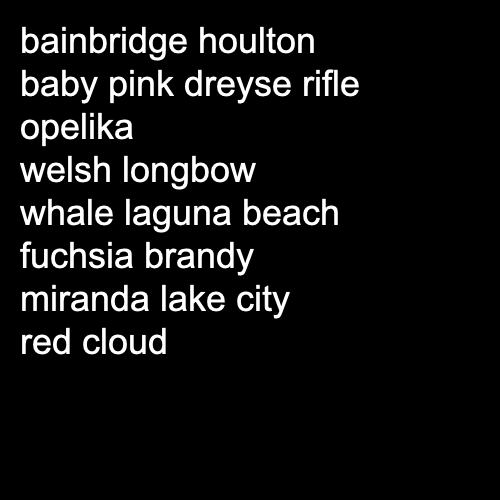 bainbridge houlton
baby pink dreyse rifle
opelika
welsh longbow
whale laguna beach
fuchsia brandy
miranda lake city
red cloud